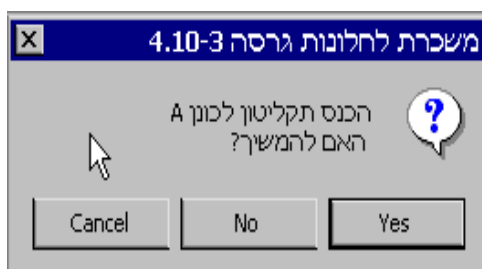 משכרת לחלונות גרסה 4.10-3
הכנס תקליטון לכונן A
האם להמשיך?
Yes
No
Cancel